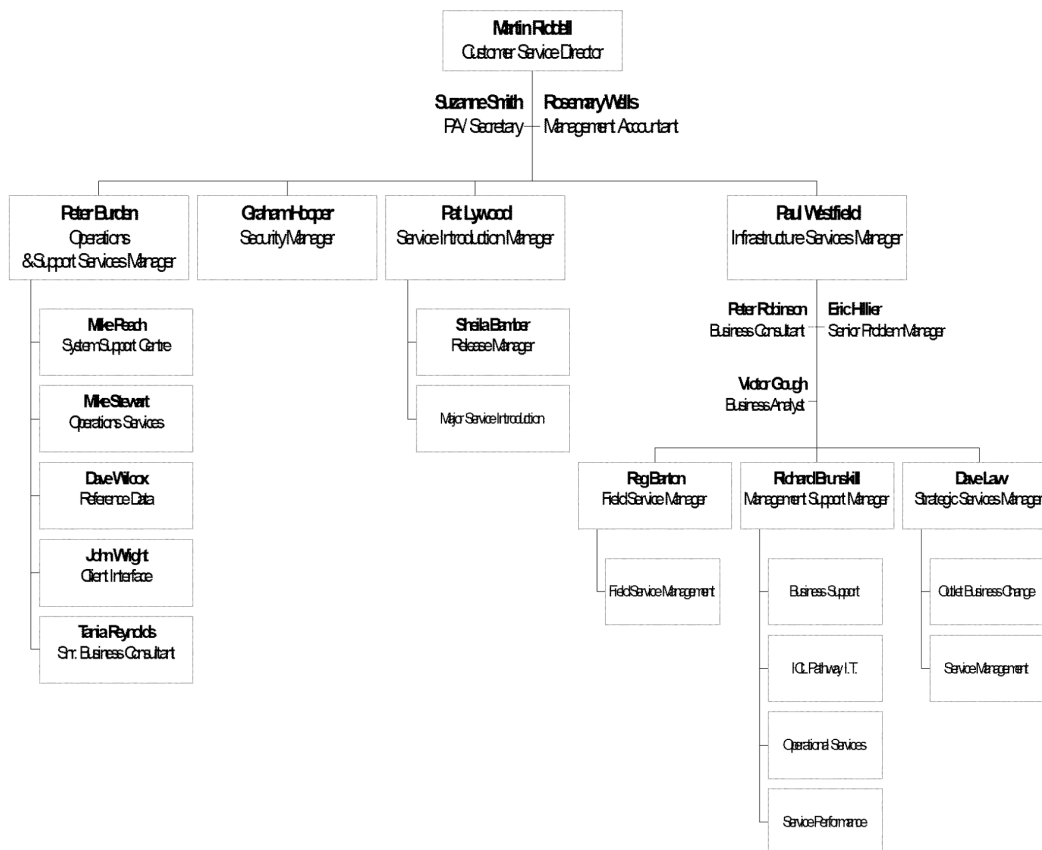 Martin Riddell
Customer Service Director
Suzanne Smith
PA/ Secretary
Rosemary Wells
Management Accountant
Peter Burden
Operations
& Support Services Manager
Graham Hooper
Security Manager
Pat Lywood
Service Introduction Manager
Paul Westfield
Infrastructure Services Manager
Mike Peach
System Support Centre
Mike Stewart
Operations Services
Dave Wilcox
Reference Data
John Wright
Client Interface
Tania Reynolds
Snr. Business Consultant
Sheila Bamber
Release Manager
Major Service Introduction
Peter Robinson
Business Consultant
Eric Hillier
Senior Problem Manager
Victor Gough
Business Analyst
Reg Barton
Field Service Manager
Richard Brunskill
Management Support Manager
Dave Law
Strategic Services Manager
Field Service Management
Business Support
ICL Pathway I.T.
Operational Services
Service Performance
Outlet Business Change
Service Management